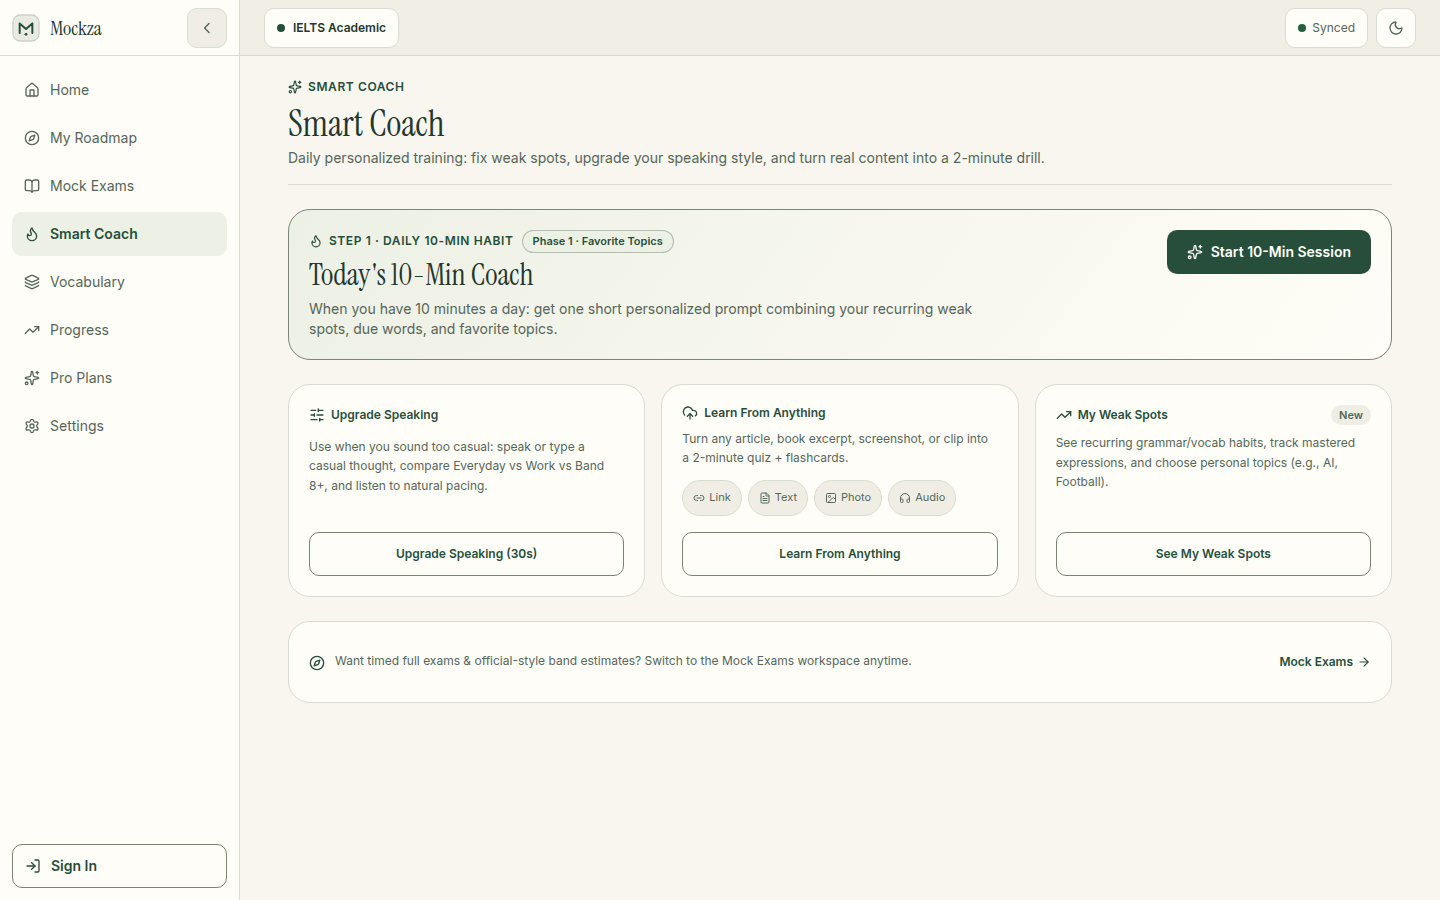 Mockza
IELTS Academic
Synced
Home
My Roadmap
Mock Exams
Smart Coach
Vocabulary
Progress
Pro Plans
Settings
Sign In
SMART COACH
Smart Coach
Daily personalized training: fix weak spots, upgrade your speaking style, and turn real content into a 2-minute drill.
STEP 1 · DAILY 10-MIN HABIT
Phase 1 · Favorite Topics
Today's 10-Min Coach
When you have 10 minutes a day: get one short personalized prompt combining your recurring weak
spots, due words, and favorite topics.
Start 10-Min Session
Upgrade Speaking
Use when you sound too casual: speak or type a
casual thought, compare Everyday vs Work vs Band
8+, and listen to natural pacing.
Upgrade Speaking (30s)
Learn From Anything
Turn any article, book excerpt, screenshot, or clip into
a 2-minute quiz + flashcards.
Link
Text
Photo
Audio
Learn From Anything
My Weak Spots
New
See recurring grammar/vocab habits, track mastered
expressions, and choose personal topics (e.g., AI,
Football).
See My Weak Spots
Want timed full exams & official-style band estimates? Switch to the Mock Exams workspace anytime.
Mock Exams →